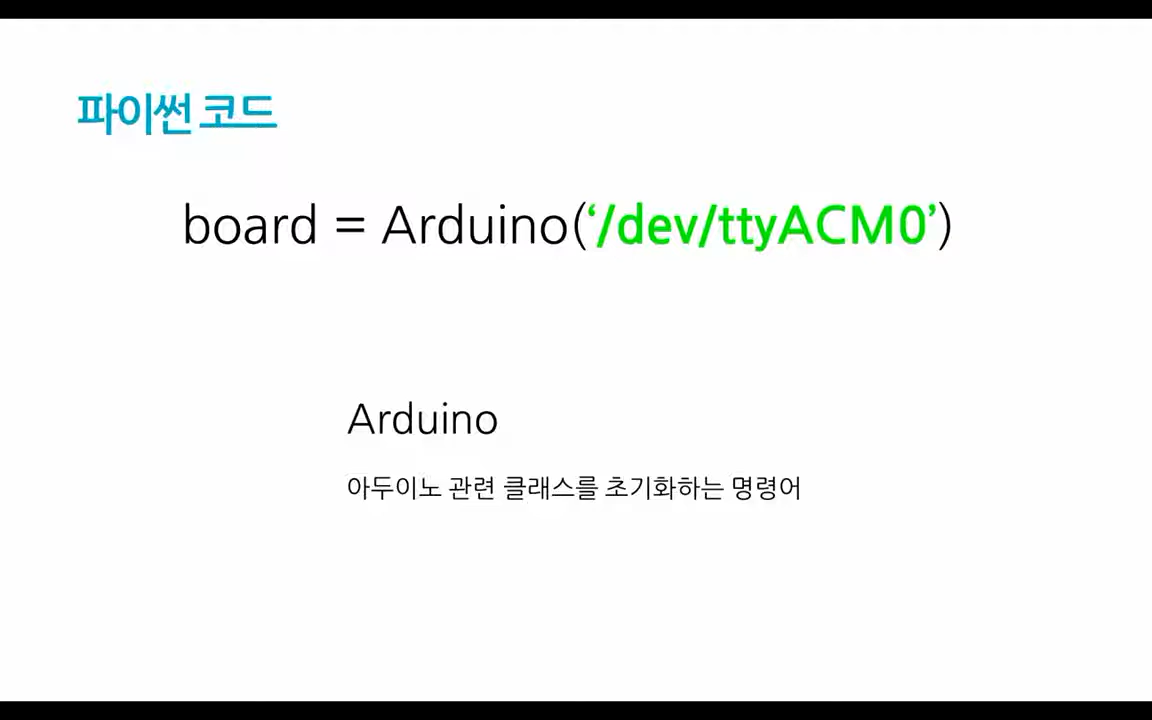 파이썬 코드
board = Arduino(‘/dev/ttyACM0’)
Arduino
아두이노 관련 클래스를 초기화하는 명령어